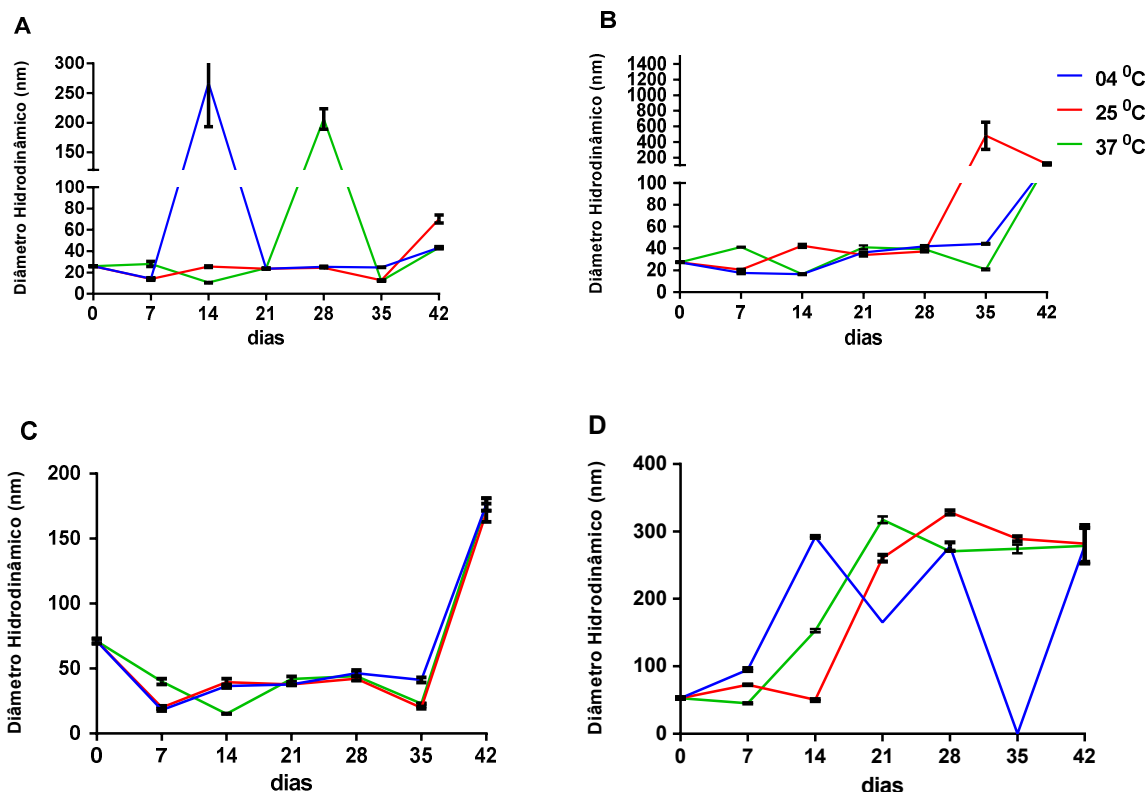 A
Diâmetro Hidrodinâmico (nm)
300
250
200
150
100
80
60
40
20
0
0 7 14 21 28 35 42
dias
B
Diâmetro Hidrodinâmico (nm)
1400
1200
1000
800
600
400
200
100
80
60
40
20
0
0 7 14 21 28 35 42
dias
04 ⁰C
25 ⁰C
37 ⁰C
C
Diâmetro Hidrodinâmico (nm)
200
150
100
50
0
0 7 14 21 28 35 42
dias
D
Diâmetro Hidrodinâmico (nm)
400
300
200
100
0
0 7 14 21 28 35 42
dias